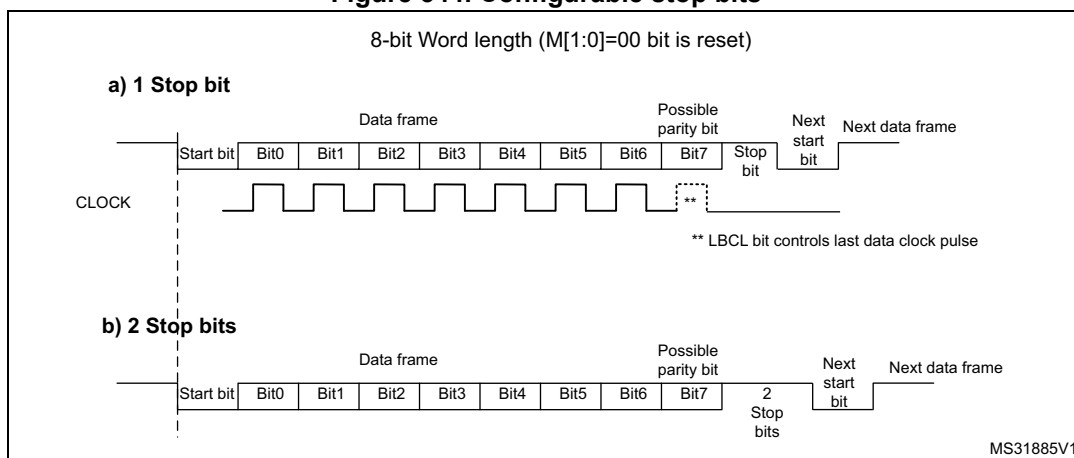 8-bit Word length (M[1:0]=00 bit is reset)
a) 1 Stop bit
Data frame
Possible
parity bit
Next
start
bit
Next data frame
Start bit Bit0 Bit1 Bit2 Bit3 Bit4 Bit5 Bit6 Bit7 Stop
bit
CLOCK
**
** LBCL bit controls last data clock pulse
b) 2 Stop bits
Data frame
Possible
parity bit
Next
start
bit
Next data frame
Start bit Bit0 Bit1 Bit2 Bit3 Bit4 Bit5 Bit6 Bit7 2
Stop
bits
MS31885V1